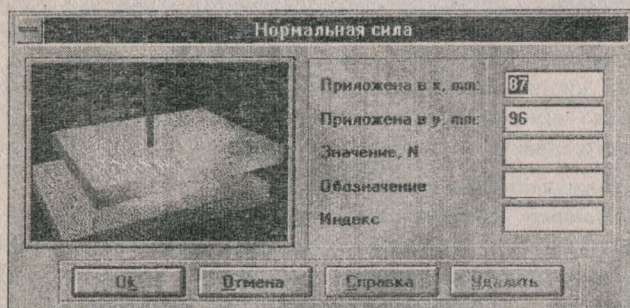 Нормальная сила
Приложена в x, mm: 87
Приложена в y, mm: 96
Значение, N
Обозначение
Индекс
Ok Отмена Справка Удалить